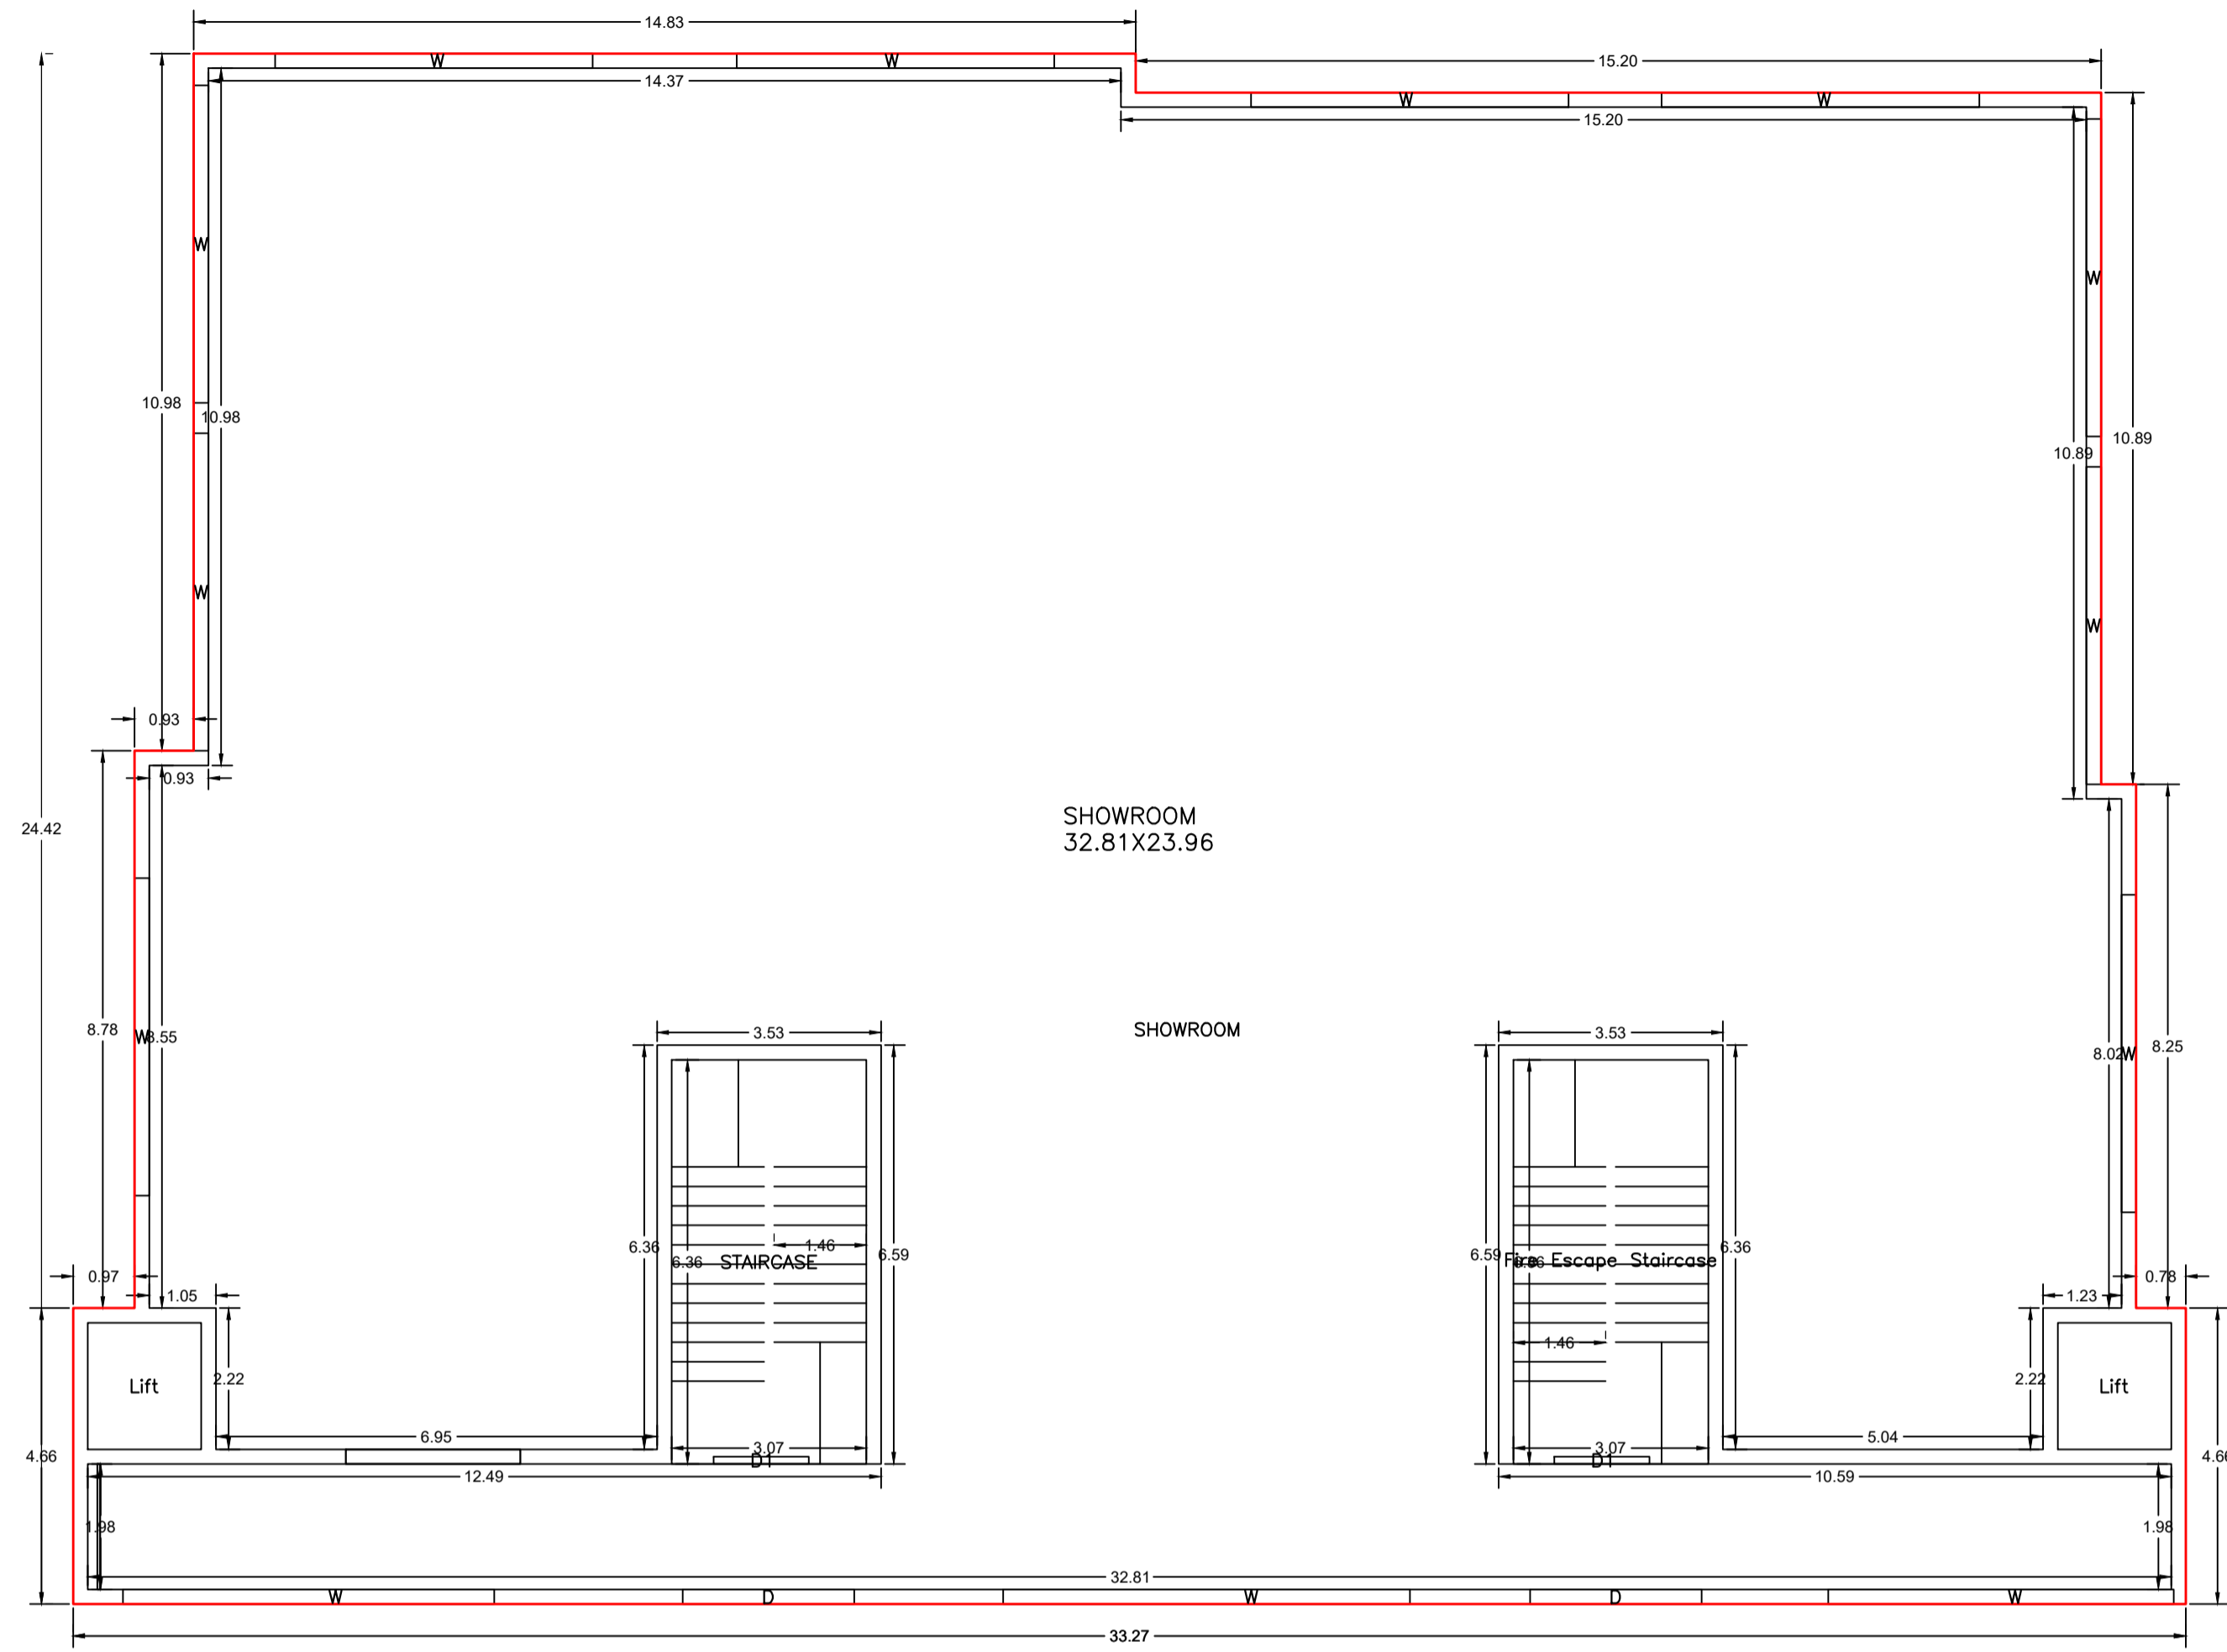 14.83
15.20
W
W
14.37
W
W
15.20
W
W
10.98
10.98
10.89
10.89
W
W
0.93
0.93
SHOWROOM
32.81X23.96
24.42
8.78
W
8.55
SHOWROOM
3.53
3.53
8.02
W
8.25
6.36
6.36
STAIRCASE
1.46
6.59
6.59
6.36
Fire Escape Staircase
6.36
1.46
0.97
1.05
0.78
1.23
Lift
2.22
2.22
Lift
6.95
3.07
D1
3.07
D1
5.04
4.66
4.66
12.49
10.59
1.98
1.98
32.81
W
D
W
D
W
33.27